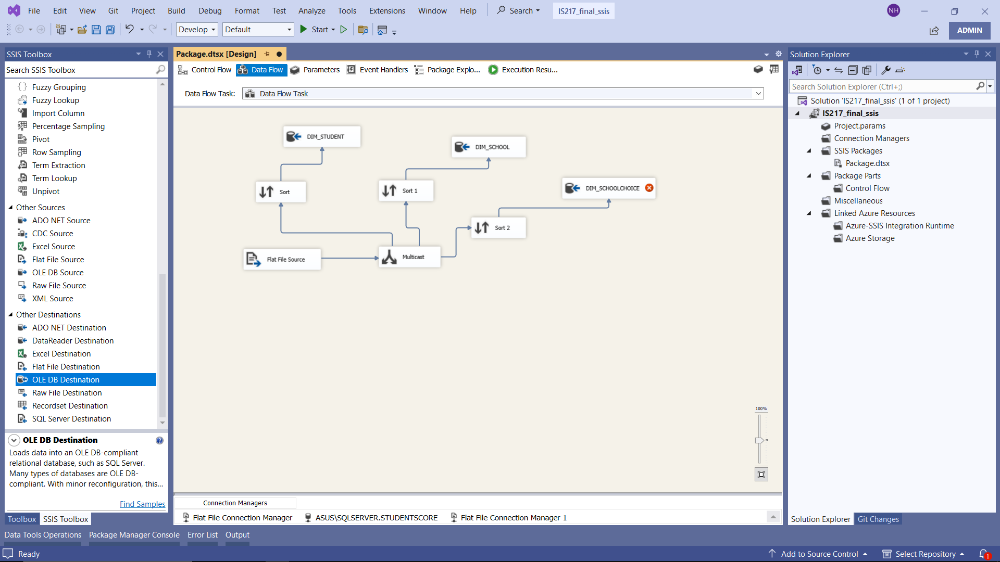 File Edit View Git Project Build Debug Format Test Analyze Tools Extensions Window Help Search IS217_final_ssis NH
Develop Default Start ADMIN
SSIS Toolbox
Search SSIS Toolbox
Fuzzy Grouping
Fuzzy Lookup
Import Column
Percentage Sampling
Pivot
Row Sampling
Term Extraction
Term Lookup
Unpivot
Other Sources
ADO NET Source
CDC Source
Excel Source
Flat File Source
OLE DB Source
Raw File Source
XML Source
Other Destinations
ADO NET Destination
DataReader Destination
Excel Destination
Flat File Destination
OLE DB Destination
Raw File Destination
Recordset Destination
SQL Server Destination
OLE DB Destination
Loads data into an OLE DB-compliant
relational database, such as SQL Server.
Many types of databases are OLE DB-
compliant. With minor reconfiguration, this...
Find Samples
Toolbox SSIS Toolbox
Package.dtsx [Design]
Control Flow Data Flow Parameters Event Handlers Package Explo... Execution Resu...
Data Flow Task: Data Flow Task
DIM_STUDENT
DIM_SCHOOL
DIM_SCHOOLCHOICE
Sort
Sort 1
Sort 2
Flat File Source
Multicast
100%
Connection Managers
Flat File Connection Manager ASUS\SQLSERVER.STUDENTSCORE Flat File Connection Manager 1
Solution Explorer
Search Solution Explorer (Ctrl+;)
Solution 'IS217_final_ssis' (1 of 1 project)
IS217_final_ssis
Project.params
Connection Managers
SSIS Packages
Package.dtsx
Package Parts
Control Flow
Miscellaneous
Linked Azure Resources
Azure-SSIS Integration Runtime
Azure Storage
Solution Explorer Git Changes
Data Tools Operations Package Manager Console Error List Output
Ready Add to Source Control Select Repository 1